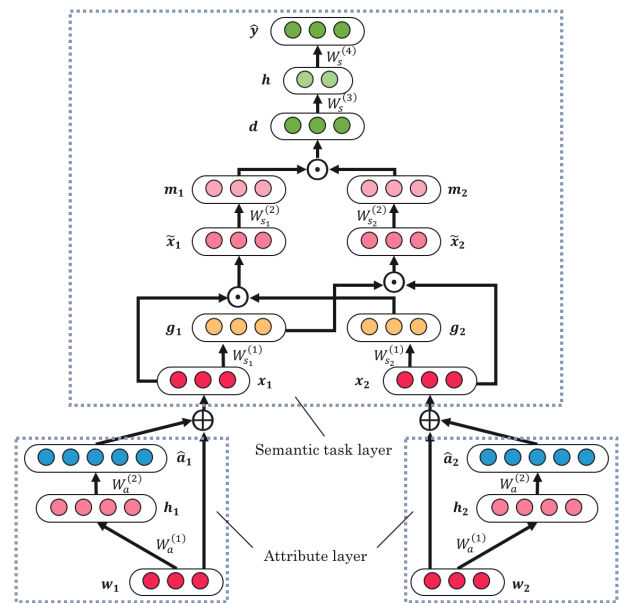 ŷ
W_s^(4)
h
W_s^(3)
d
m_1
m_2
W_{s_1}^(2)
W_{s_2}^(2)
x̃_1
x̃_2
g_1
g_2
W_{s_1}^(1)
W_{s_2}^(1)
x_1
x_2
Semantic task layer
â_1
â_2
W_a^(2)
W_a^(2)
h_1
h_2
W_a^(1)
W_a^(1)
Attribute layer
w_1
w_2